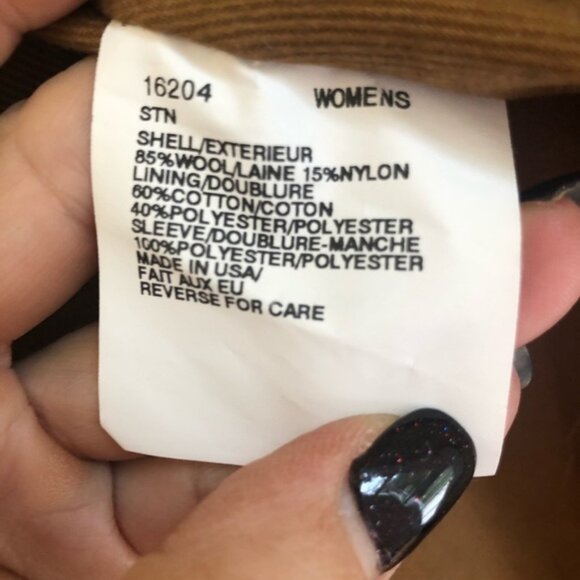 16204 WOMENS
STN
SHELL/EXTERIEUR
85%WOOL/LAINE 15%NYLON
LINING/DOUBLURE
60%COTTON/COTON
40%POLYESTER/POLYESTER
SLEEVE/DOUBLURE-MANCHE
100%POLYESTER/POLYESTER
MADE IN USA/
FAIT AUX EU
REVERSE FOR CARE